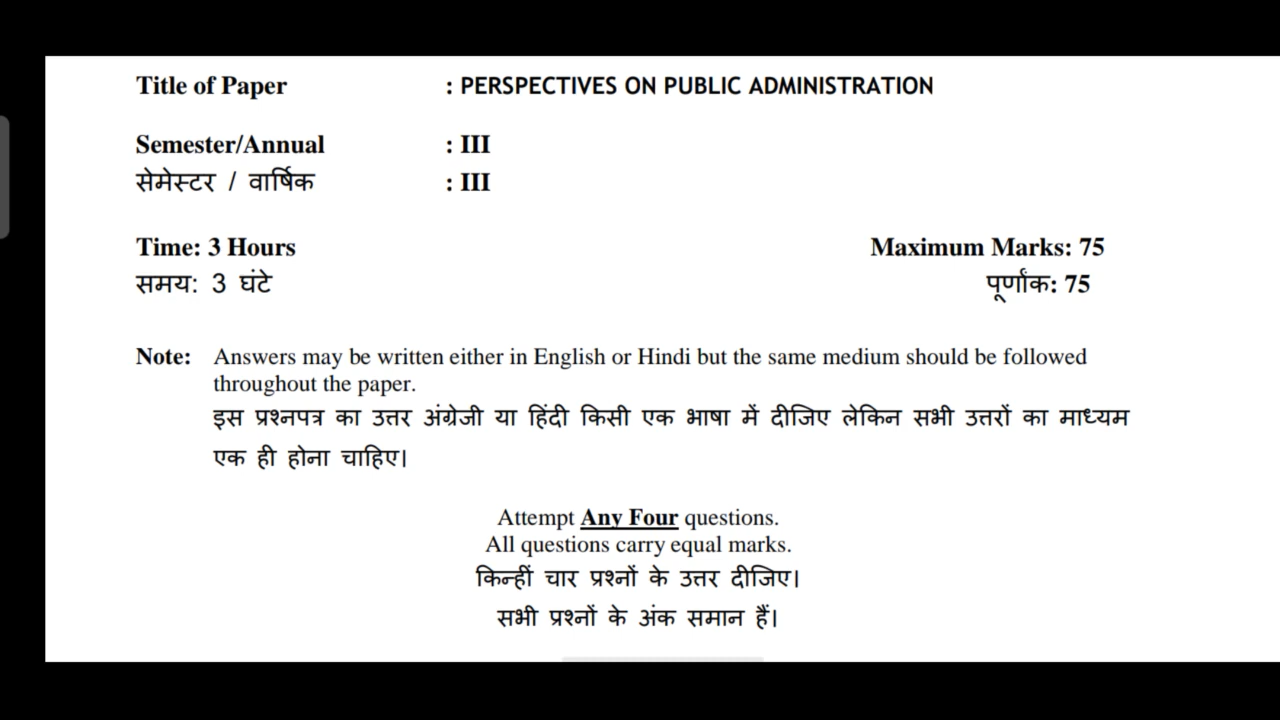 Title of Paper : PERSPECTIVES ON PUBLIC ADMINISTRATION
Semester/Annual : III
सेमेस्टर / वार्षिक : III
Time: 3 Hours Maximum Marks: 75
समय: 3 घंटे पूर्णांक: 75
Note: Answers may be written either in English or Hindi but the same medium should be followed
throughout the paper.
इस प्रश्नपत्र का उत्तर अंग्रेजी या हिंदी किसी एक भाषा में दीजिए लेकिन सभी उत्तरों का माध्यम
एक ही होना चाहिए।
Attempt Any Four questions.
All questions carry equal marks.
किन्हीं चार प्रश्नों के उत्तर दीजिए।
सभी प्रश्नों के अंक समान हैं।